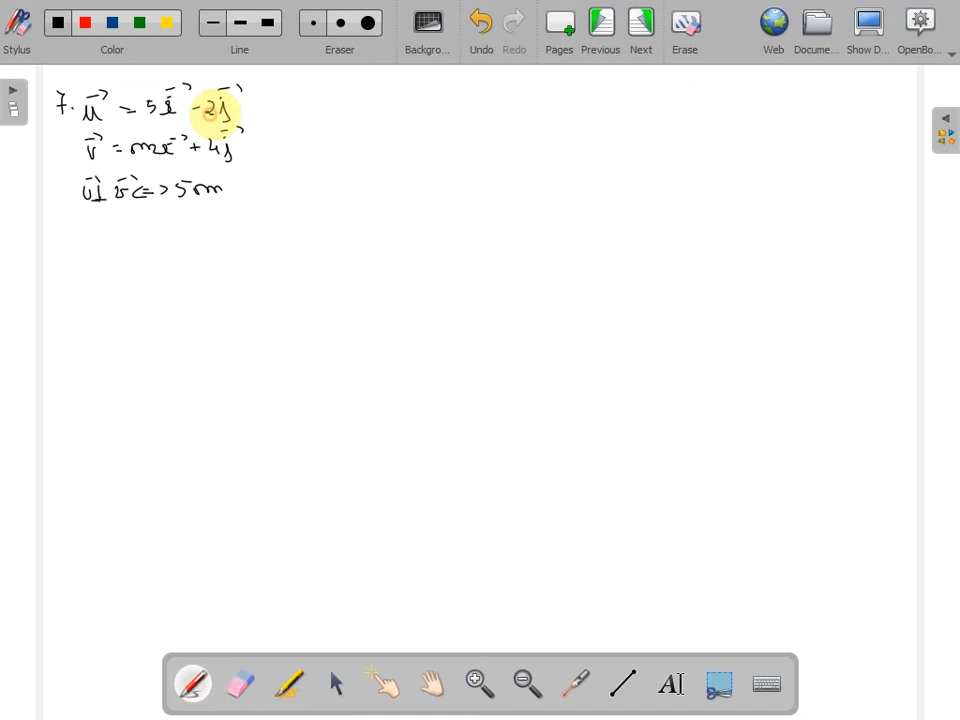 Stylus
Color
Line
Eraser
Backgro...
Undo
Redo
Pages
Previous
Next
Erase
Web
Docume...
Show D...
OpenBo...
7. u⃗ = 5i⃗ - 2j⃗
v⃗ = mi⃗ + 4j⃗
u⃗ ⊥ v⃗ <=> 5m
A